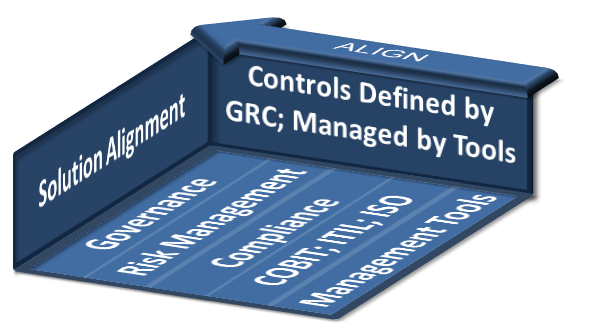 ALIGN
Controls Defined by
GRC; Managed by Tools
Solution Alignment
Governance
Risk Management
Compliance
COBIT; ITIL; ISO
Management Tools